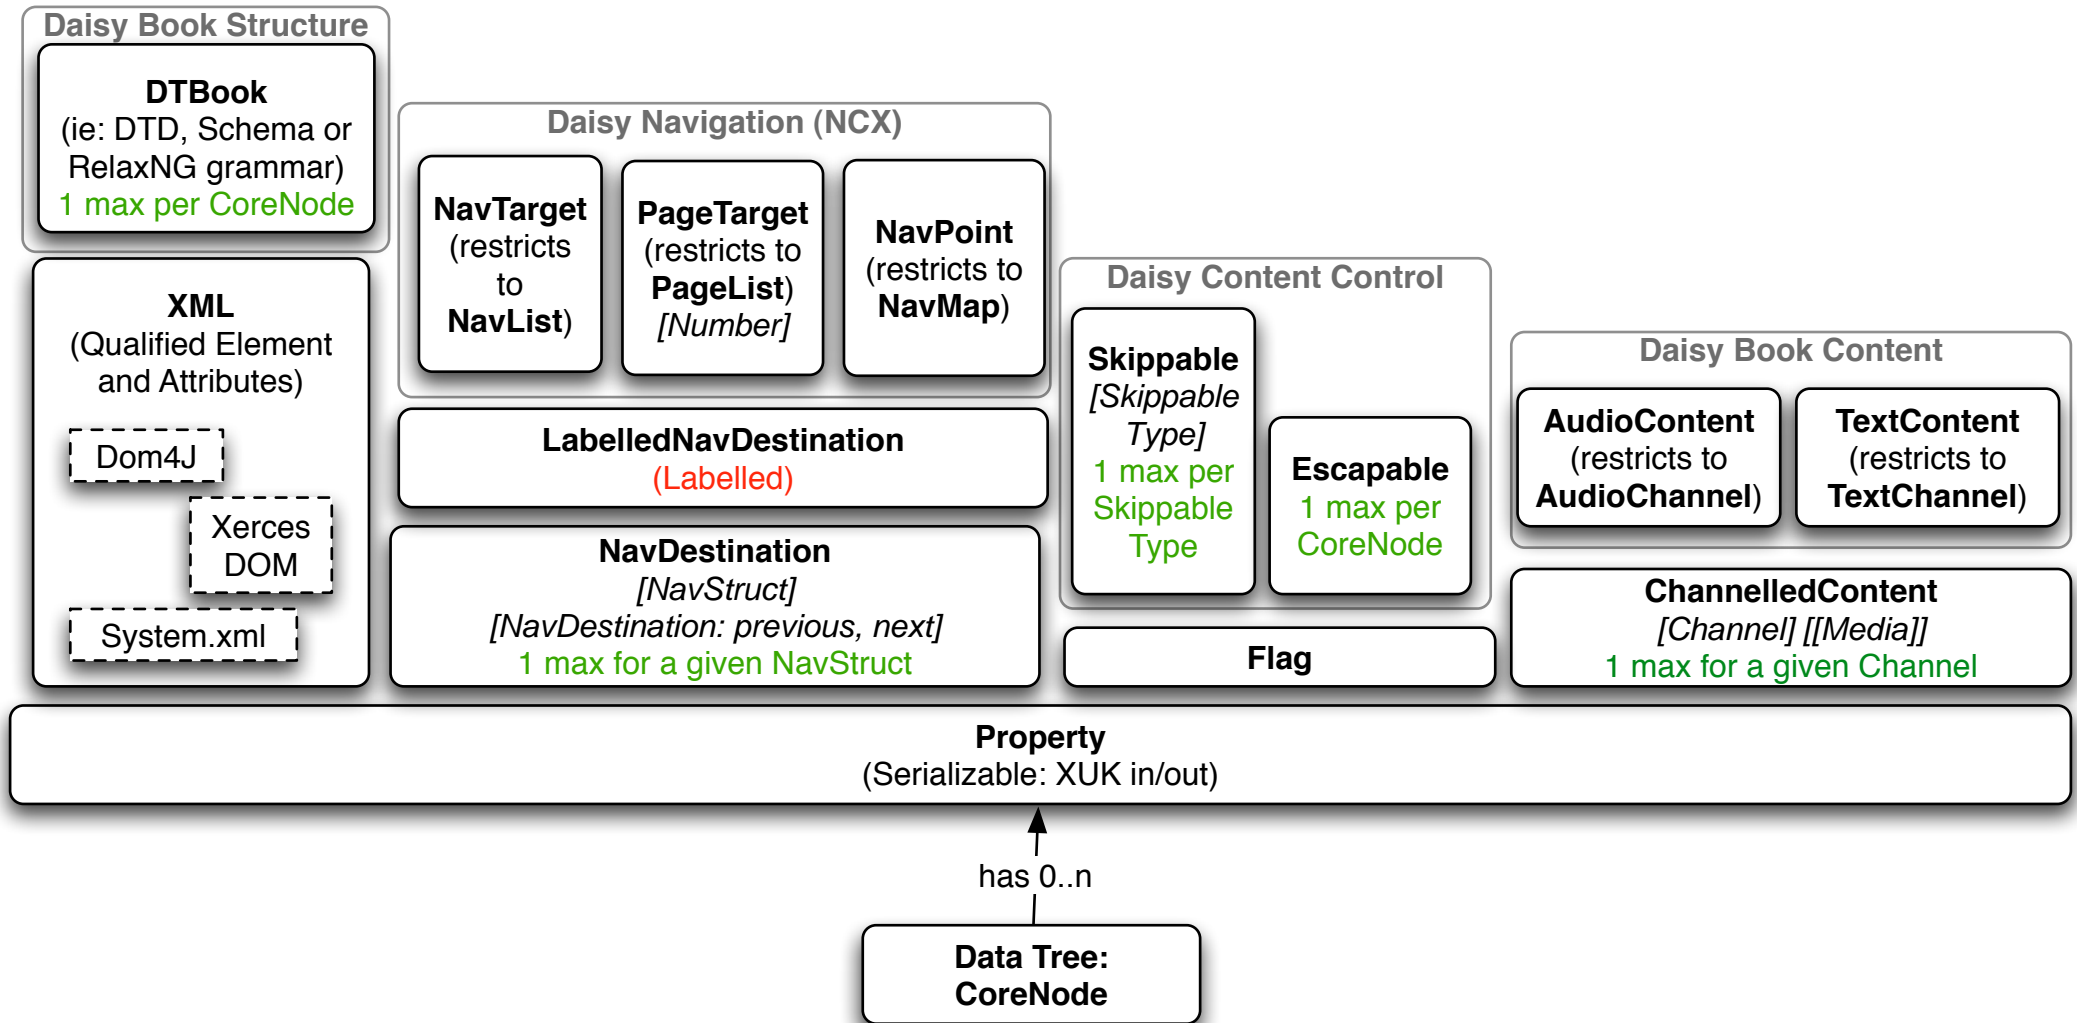 Daisy Book Structure
DTBook
(ie: DTD, Schema or
RelaxNG grammar)
1 max per CoreNode
XML
(Qualified Element
and Attributes)
Dom4J
Xerces
DOM
System.xml
Daisy Navigation (NCX)
NavTarget
(restricts
to
NavList)
PageTarget
(restricts to
PageList)
[Number]
NavPoint
(restricts to
NavMap)
LabelledNavDestination
(Labelled)
NavDestination
[NavStruct]
[NavDestination: previous, next]
1 max for a given NavStruct
Daisy Content Control
Skippable
[Skippable
Type]
1 max per
Skippable
Type
Escapable
1 max per
CoreNode
Flag
Daisy Book Content
AudioContent
(restricts to
AudioChannel)
TextContent
(restricts to
TextChannel)
ChannelledContent
[Channel] [[Media]]
1 max for a given Channel
Property
(Serializable: XUK in/out)
has 0..n
Data Tree:
CoreNode